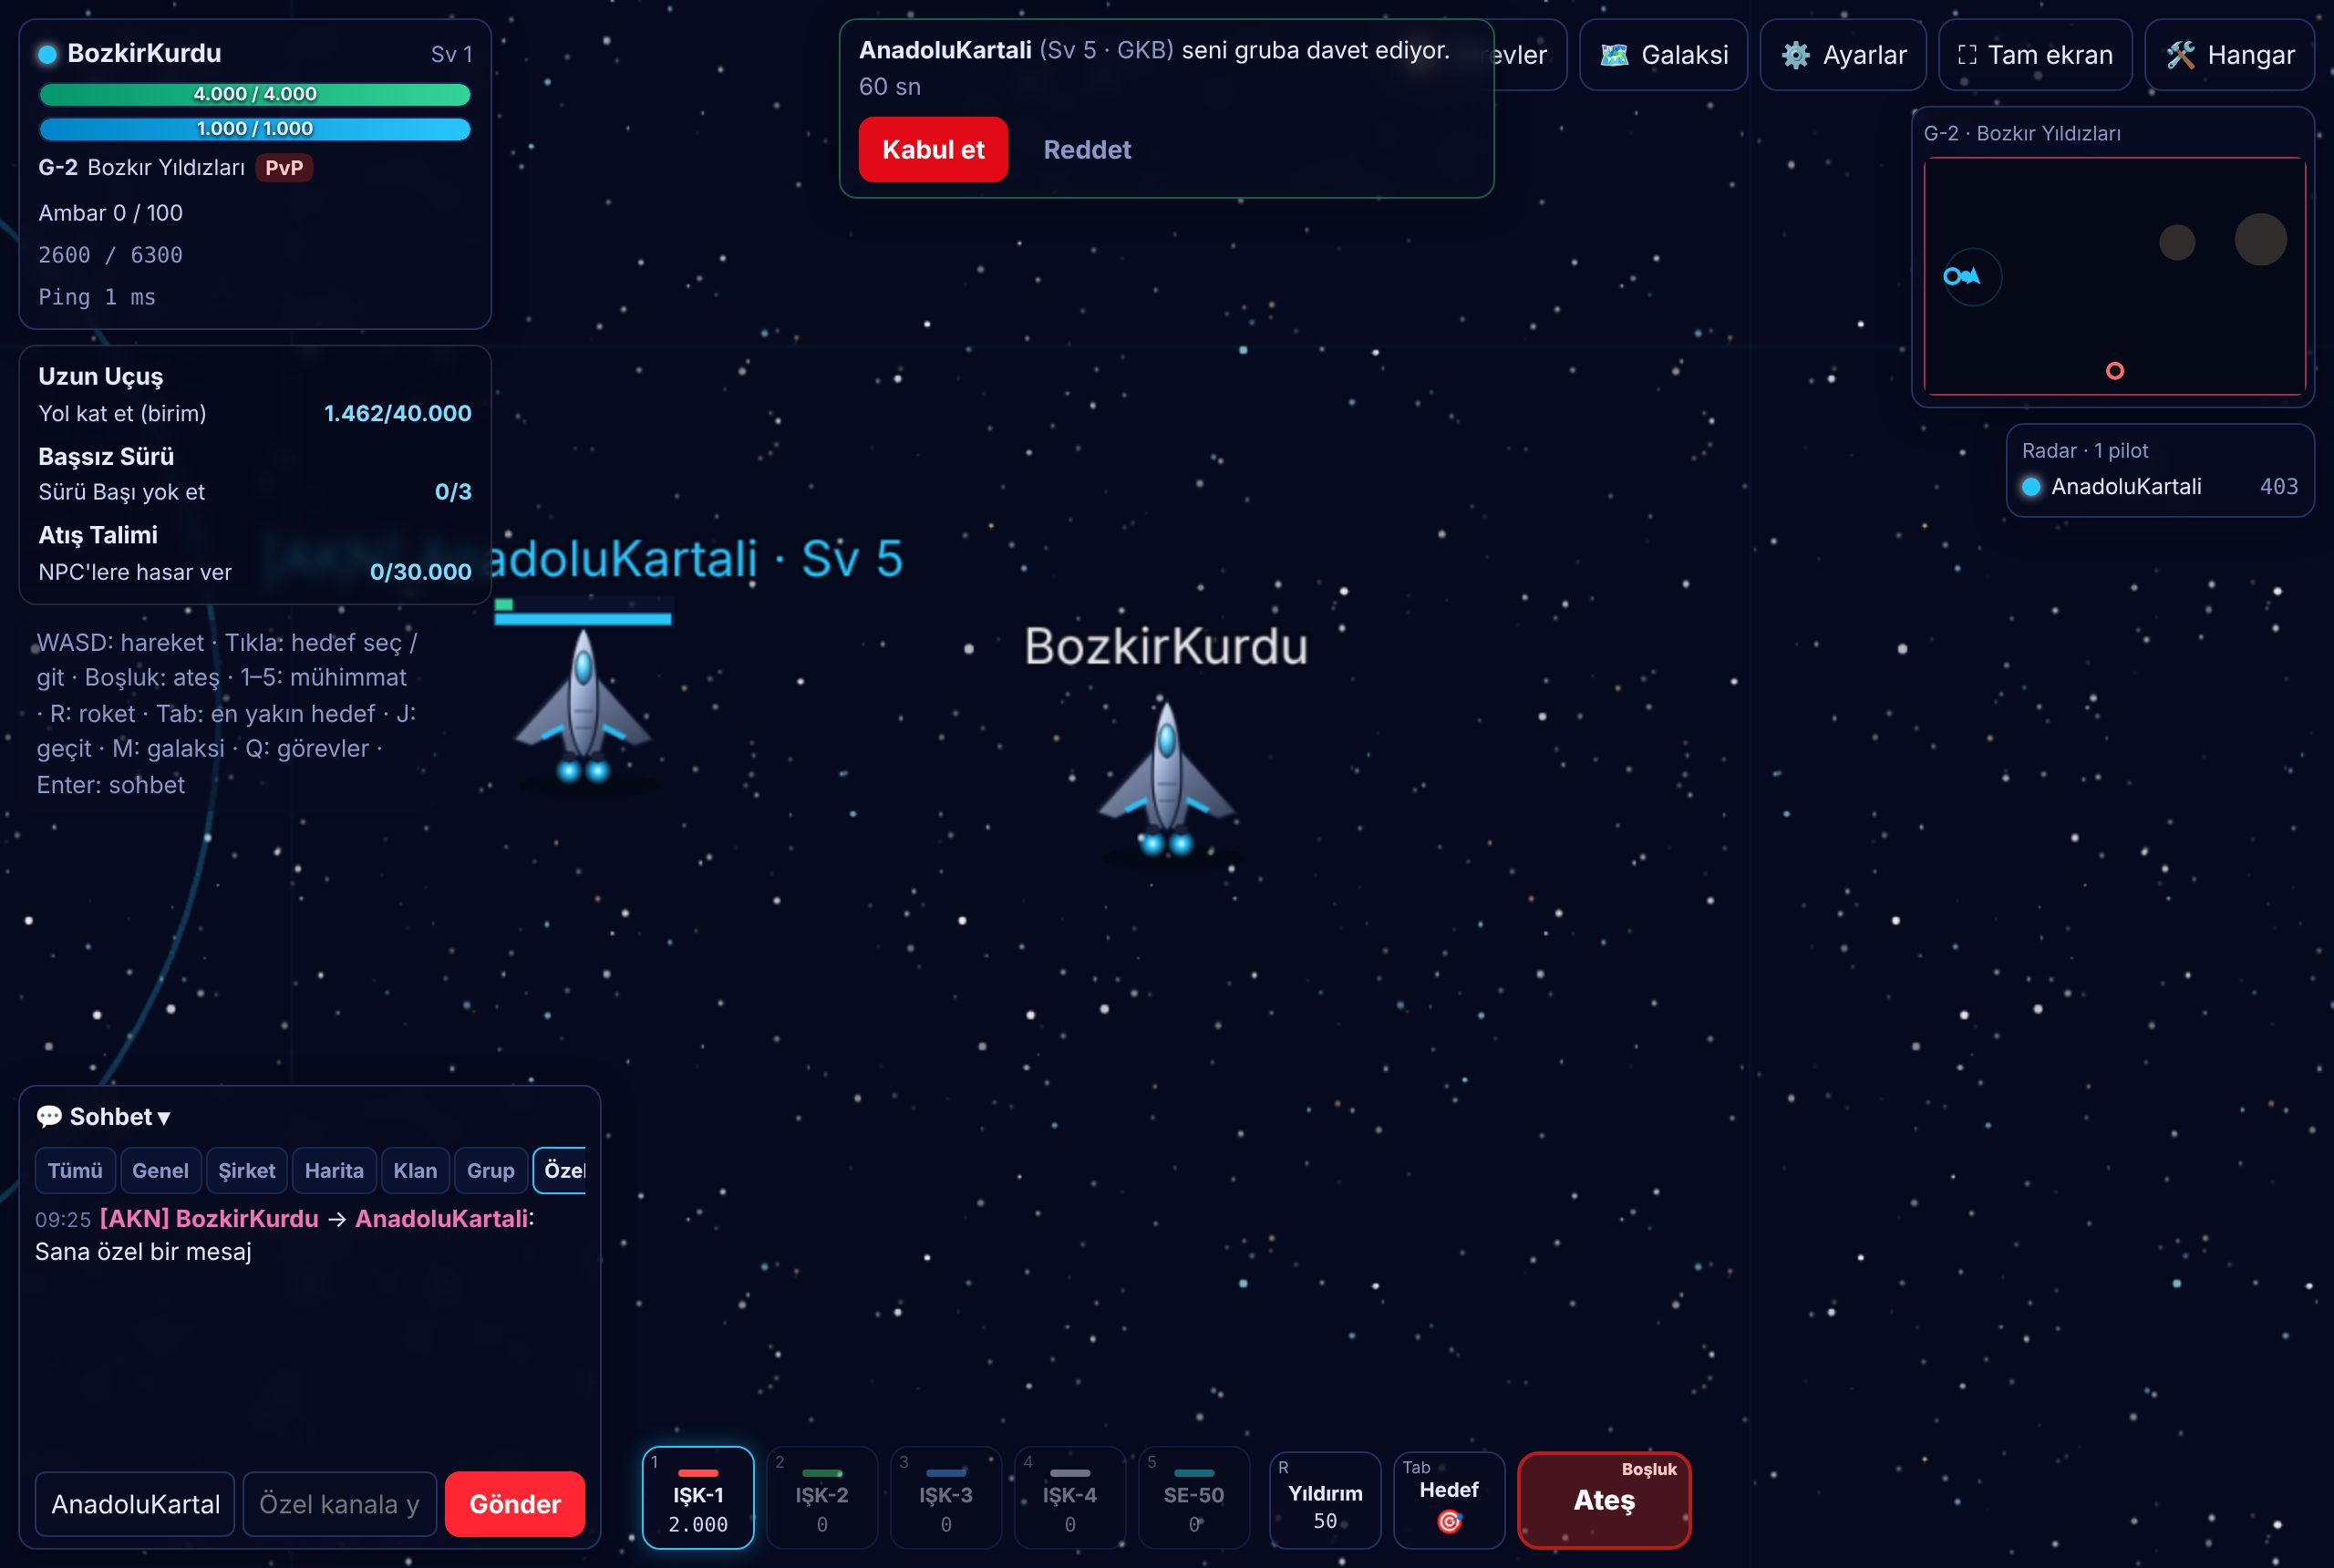 BozkirKurdu Sv 1
4.000 / 4.000
1.000 / 1.000
G-2 Bozkır Yıldızları PvP
Ambar 0 / 100
2600 / 6300
Ping 1 ms
AnadoluKartali (Sv 5 · GKB) seni gruba davet ediyor.
60 sn
Kabul et Reddet
evler
Galaksi
Ayarlar
Tam ekran
Hangar
G-2 · Bozkır Yıldızları
Radar · 1 pilot
AnadoluKartali 403
Uzun Uçuş
Yol kat et (birim) 1.462/40.000
Başsız Sürü
Sürü Başı yok et 0/3
Atış Talimi
NPC'lere hasar ver 0/30.000
adoluKartali · Sv 5
BozkirKurdu
WASD: hareket · Tıkla: hedef seç /
git · Boşluk: ateş · 1–5: mühimmat
· R: roket · Tab: en yakın hedef · J:
geçit · M: galaksi · Q: görevler ·
Enter: sohbet
Sohbet ▾
Tümü Genel Şirket Harita Klan Grup Özel
09:25 [AKN] BozkirKurdu → AnadoluKartali:
Sana özel bir mesaj
AnadoluKartal Özel kanala y Gönder
1 IŞK-1 2.000
2 IŞK-2 0
3 IŞK-3 0
4 IŞK-4 0
5 SE-50 0
R Yıldırım 50
Tab Hedef
Boşluk Ateş